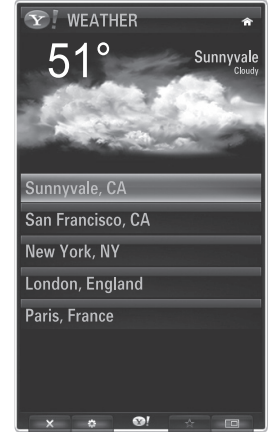 Y! WEATHER
51°
Sunnyvale
Cloudy
Sunnyvale, CA
San Francisco, CA
New York, NY
London, England
Paris, France
Y!